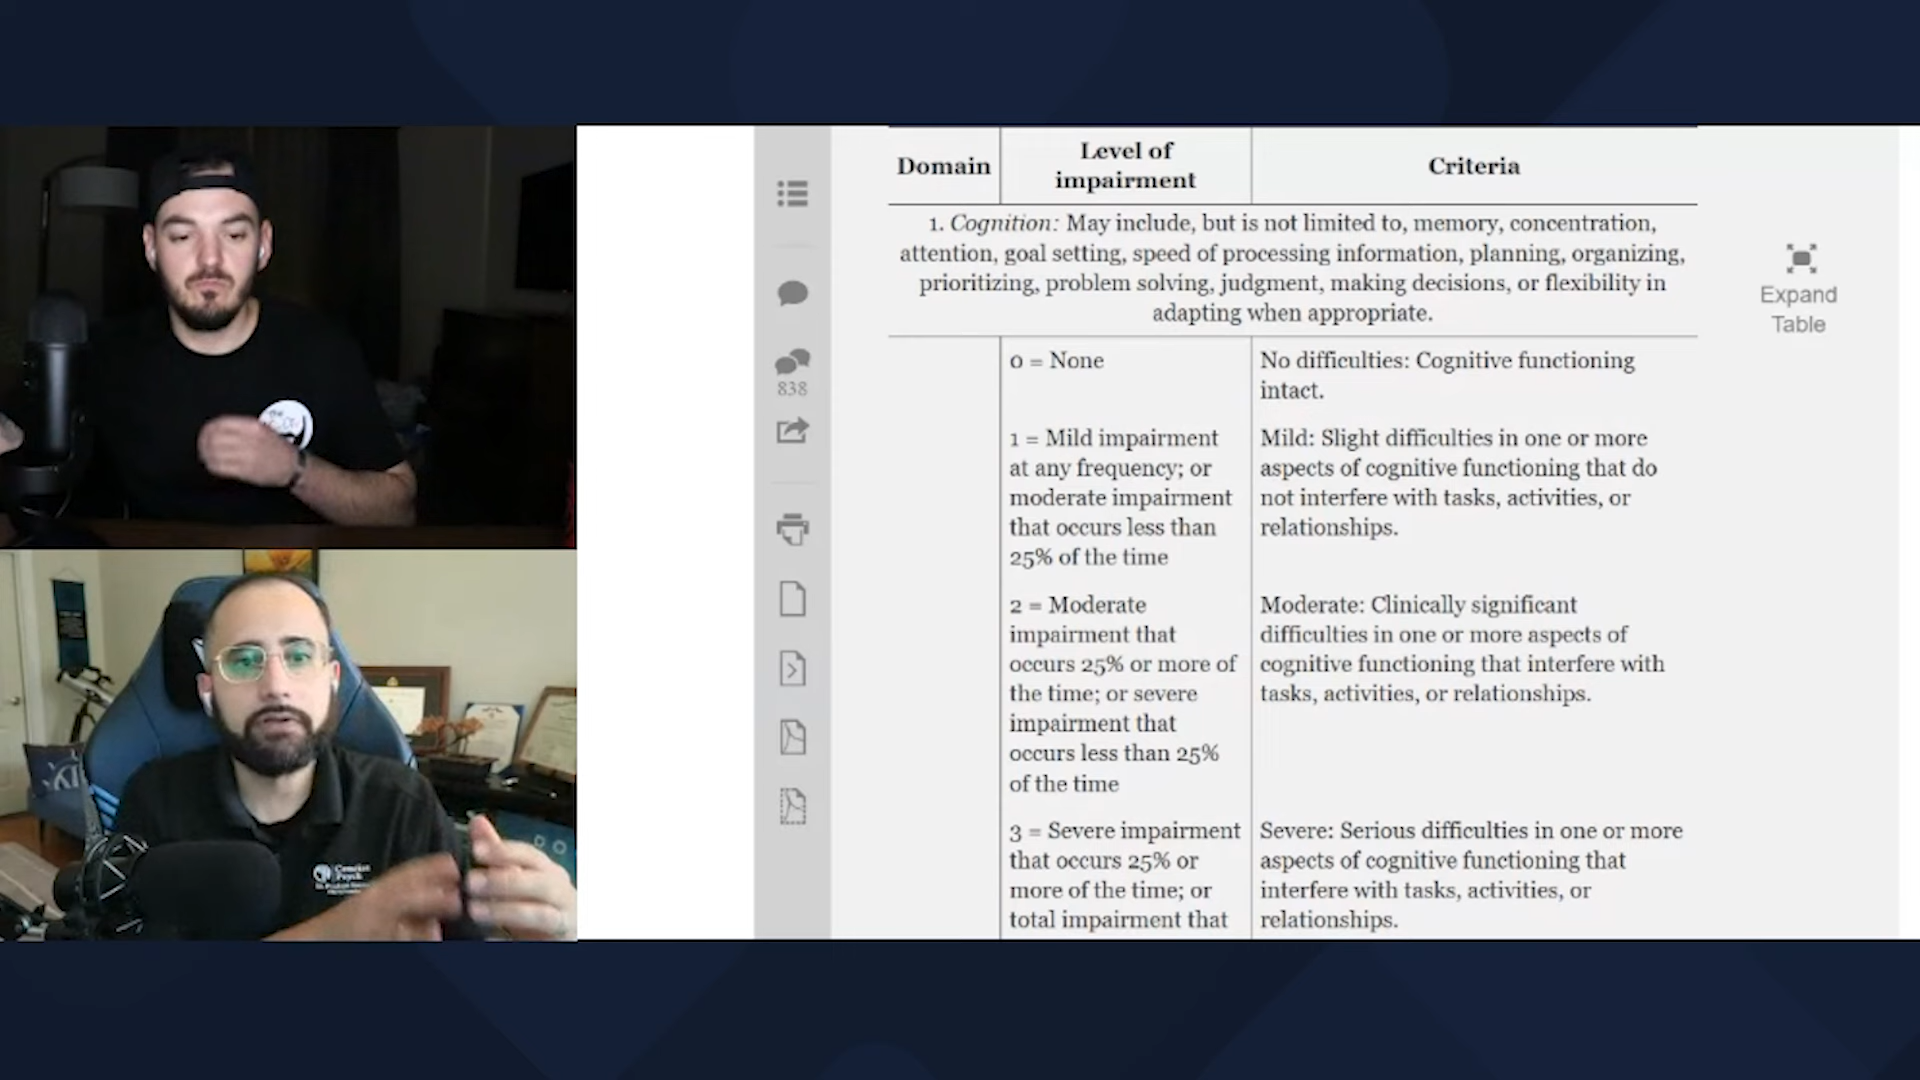 Domain
Level of
impairment
Criteria
1. Cognition: May include, but is not limited to, memory, concentration,
attention, goal setting, speed of processing information, planning, organizing,
prioritizing, problem solving, judgment, making decisions, or flexibility in
adapting when appropriate.
0 = None
No difficulties: Cognitive functioning
intact.
1 = Mild impairment
at any frequency; or
moderate impairment
that occurs less than
25% of the time
Mild: Slight difficulties in one or more
aspects of cognitive functioning that do
not interfere with tasks, activities, or
relationships.
2 = Moderate
impairment that
occurs 25% or more of
the time; or severe
impairment that
occurs less than 25%
of the time
Moderate: Clinically significant
difficulties in one or more aspects of
cognitive functioning that interfere with
tasks, activities, or relationships.
3 = Severe impairment
that occurs 25% or
more of the time; or
total impairment that
Severe: Serious difficulties in one or more
aspects of cognitive functioning that
interfere with tasks, activities, or
relationships.
838
Expand
Table